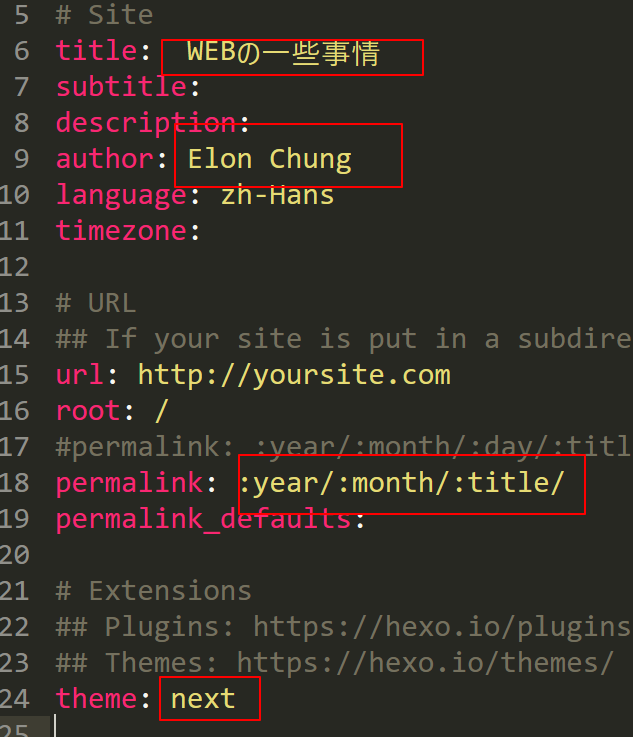 5 # Site
6 title: WEBの一些事情
7 subtitle:
8 description:
9 author: Elon Chung
10 language: zh-Hans
11 timezone:
12
13 # URL
14 ## If your site is put in a subdire
15 url: http://yoursite.com
16 root: /
17 #permalink: :year/:month/:day/:titl
18 permalink: :year/:month/:title/
19 permalink_defaults:
20
21 # Extensions
22 ## Plugins: https://hexo.io/plugins
23 ## Themes: https://hexo.io/themes/
24 theme: next
25